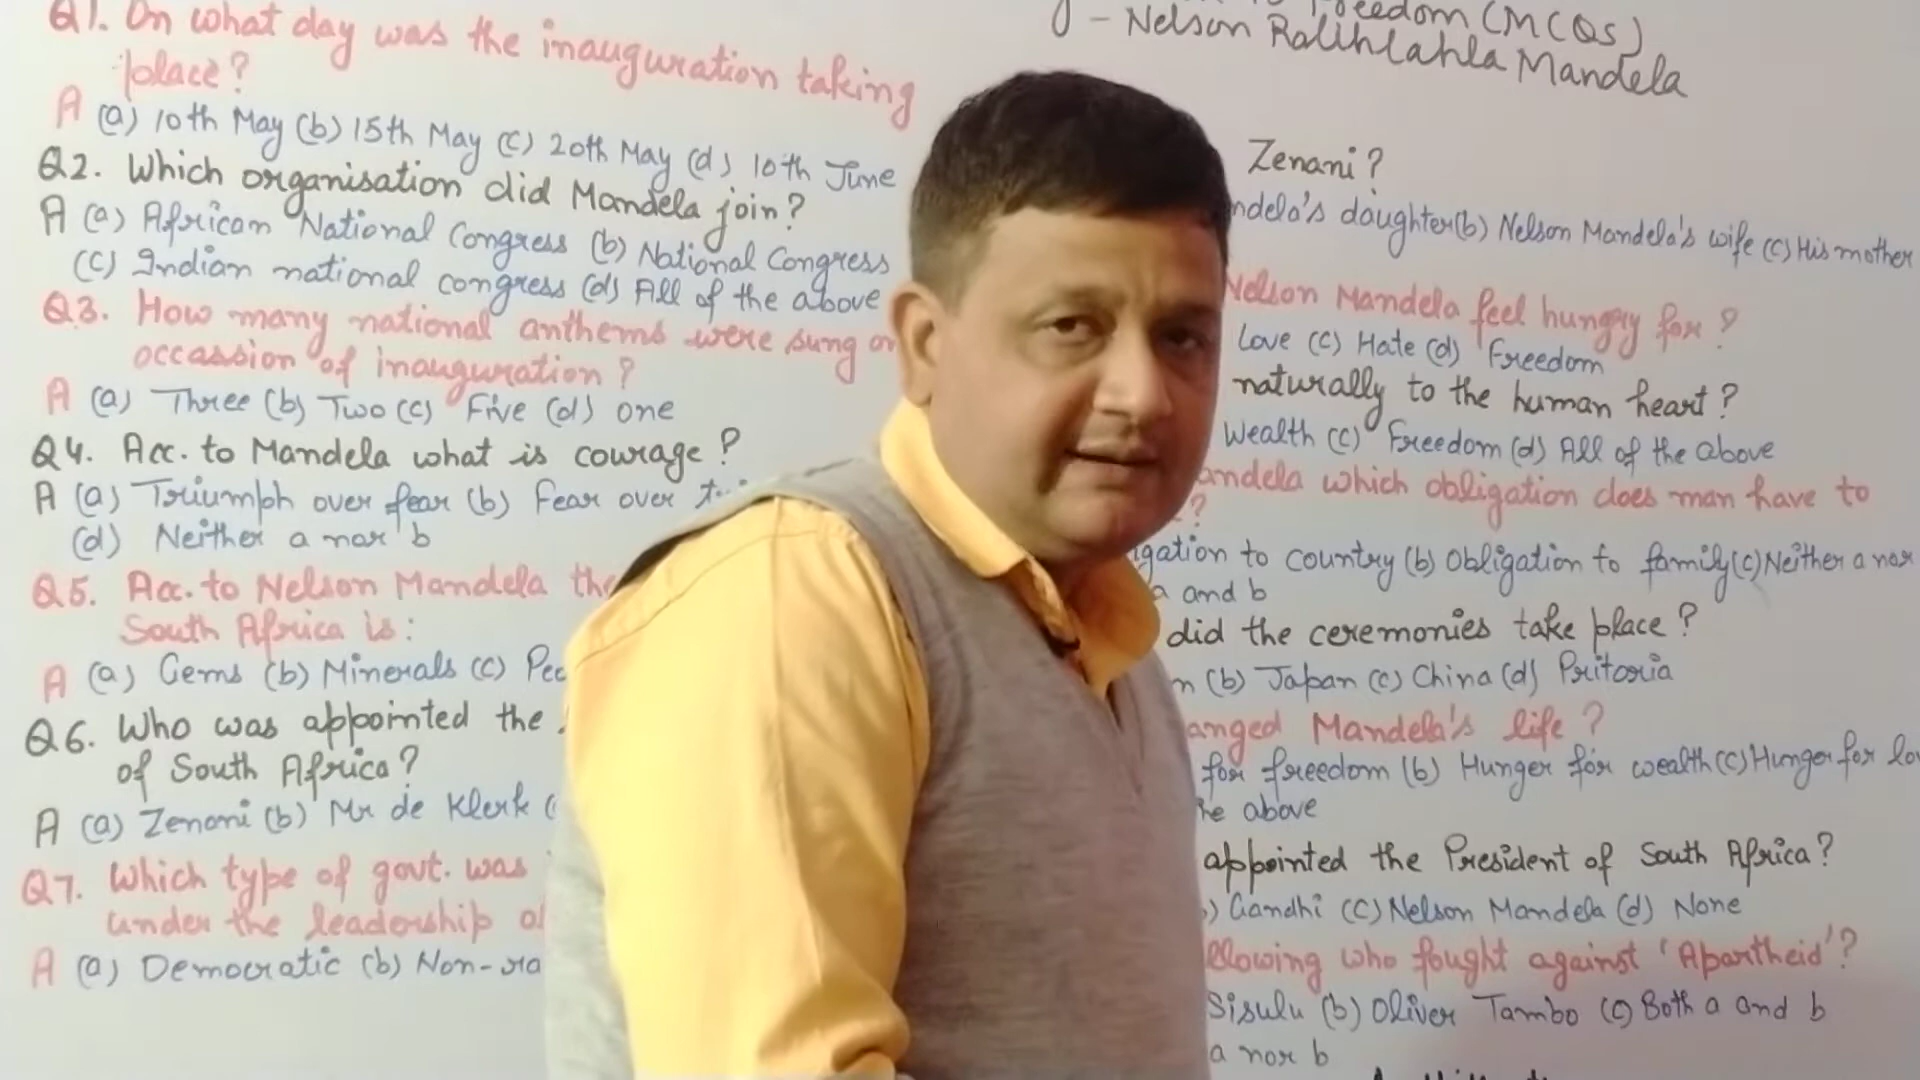 Q1. On what day was the inauguration taking
place?
A (a) 10th May (b) 15th May (c) 20th May (d) 10th June
Q2. Which organisation did Mandela join?
A (a) African National Congress (b) National Congress
(c) Indian national congress (d) All of the above
Q3. How many national anthems were sung on
occassion of inauguration?
A (a) Three (b) Two (c) Five (d) one
Q4. Acc. to Mandela what is courage?
A (a) Triumph over fear (b) Fear over
(d) Neither a nor b
Q5. Acc. to Nelson Mandela the
South Africa is:
A (a) Gems (b) Minerals (c)
Q6. Who was appointed the
of South Africa?
A (a) Zenani (b) Mr de Klerk (
Q7. Which type of govt. was
under the leadership
A (a) Democratic (b) Non-ra
Freedom (MCQS)
- Nelson Rolihlahla Mandela
Zenani?
ndela's daughter (b) Nelson Mandela's wife (c) His mother
Nelson Mandela feel hungry for?
Love (c) Hate (d) Freedom
naturally to the human heart?
Wealth (c) Freedom (d) All of the above
andela which obligation does man have to
?
igation to country (b) Obligation to family (c) Neither a nor
a and b
did the ceremonies take place?
n (b) Japan (c) China (d) Pritoria
anged Mandela's life?
for freedom (b) Hunger for wealth (c) Hunger for lo
he above
appointed the President of South Africa?
) Gandhi (c) Nelson Mandela (d) None
llowing who fought against 'Apartheid'?
Sisulu (b) Oliver Tambo (c) Both a and b
a nor b